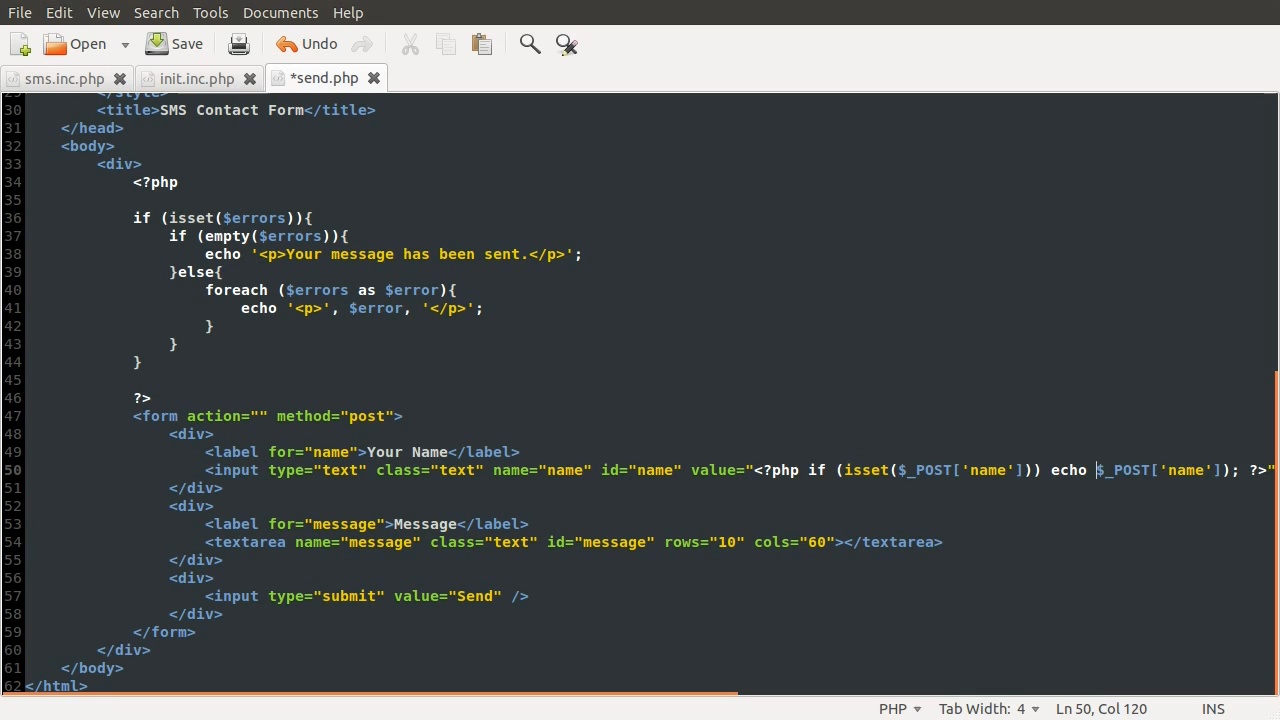 File Edit View Search Tools Documents Help
Open Save Undo
sms.inc.php init.inc.php *send.php
29 </style>
30 <title>SMS Contact Form</title>
31 </head>
32 <body>
33 <div>
34 <?php
35
36 if (isset($errors)){
37 if (empty($errors)){
38 echo '<p>Your message has been sent.</p>';
39 }else{
40 foreach ($errors as $error){
41 echo '<p>', $error, '</p>';
42 }
43 }
44 }
45
46 ?>
47 <form action="" method="post">
48 <div>
49 <label for="name">Your Name</label>
50 <input type="text" class="text" name="name" id="name" value="<?php if (isset($_POST['name'])) echo $_POST['name']); ?>"
51 </div>
52 <div>
53 <label for="message">Message</label>
54 <textarea name="message" class="text" id="message" rows="10" cols="60"></textarea>
55 </div>
56 <div>
57 <input type="submit" value="Send" />
58 </div>
59 </form>
60 </div>
61 </body>
62 </html>
PHP Tab Width: 4 Ln 50, Col 120 INS